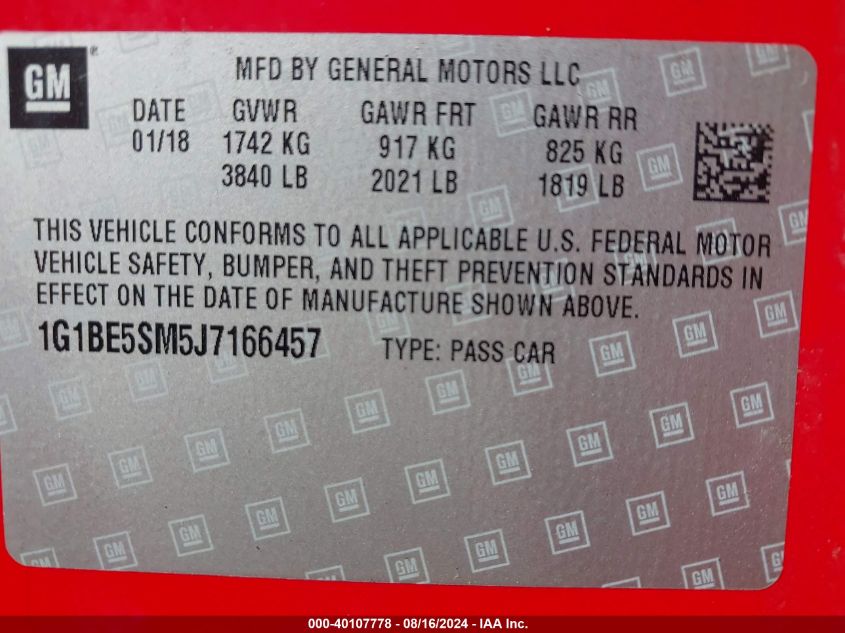 GM ®
MFD BY GENERAL MOTORS LLC
DATE GVWR GAWR FRT GAWR RR
01/18 1742 KG 917 KG 825 KG
3840 LB 2021 LB 1819 LB
THIS VEHICLE CONFORMS TO ALL APPLICABLE U.S. FEDERAL MOTOR
VEHICLE SAFETY, BUMPER, AND THEFT PREVENTION STANDARDS IN
EFFECT ON THE DATE OF MANUFACTURE SHOWN ABOVE.
1G1BE5SM5J7166457 TYPE: PASS CAR
000-40107778 - 08/16/2024 - IAA Inc.